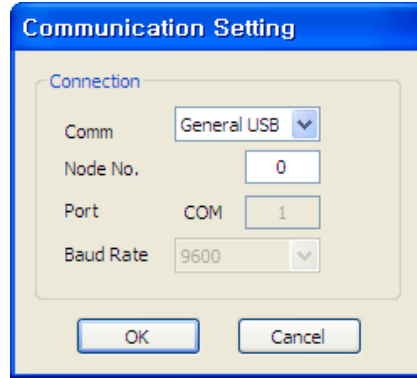 Communication Setting
Connection
Comm General USB
Node No. 0
Port COM 1
Baud Rate 9600
OK Cancel